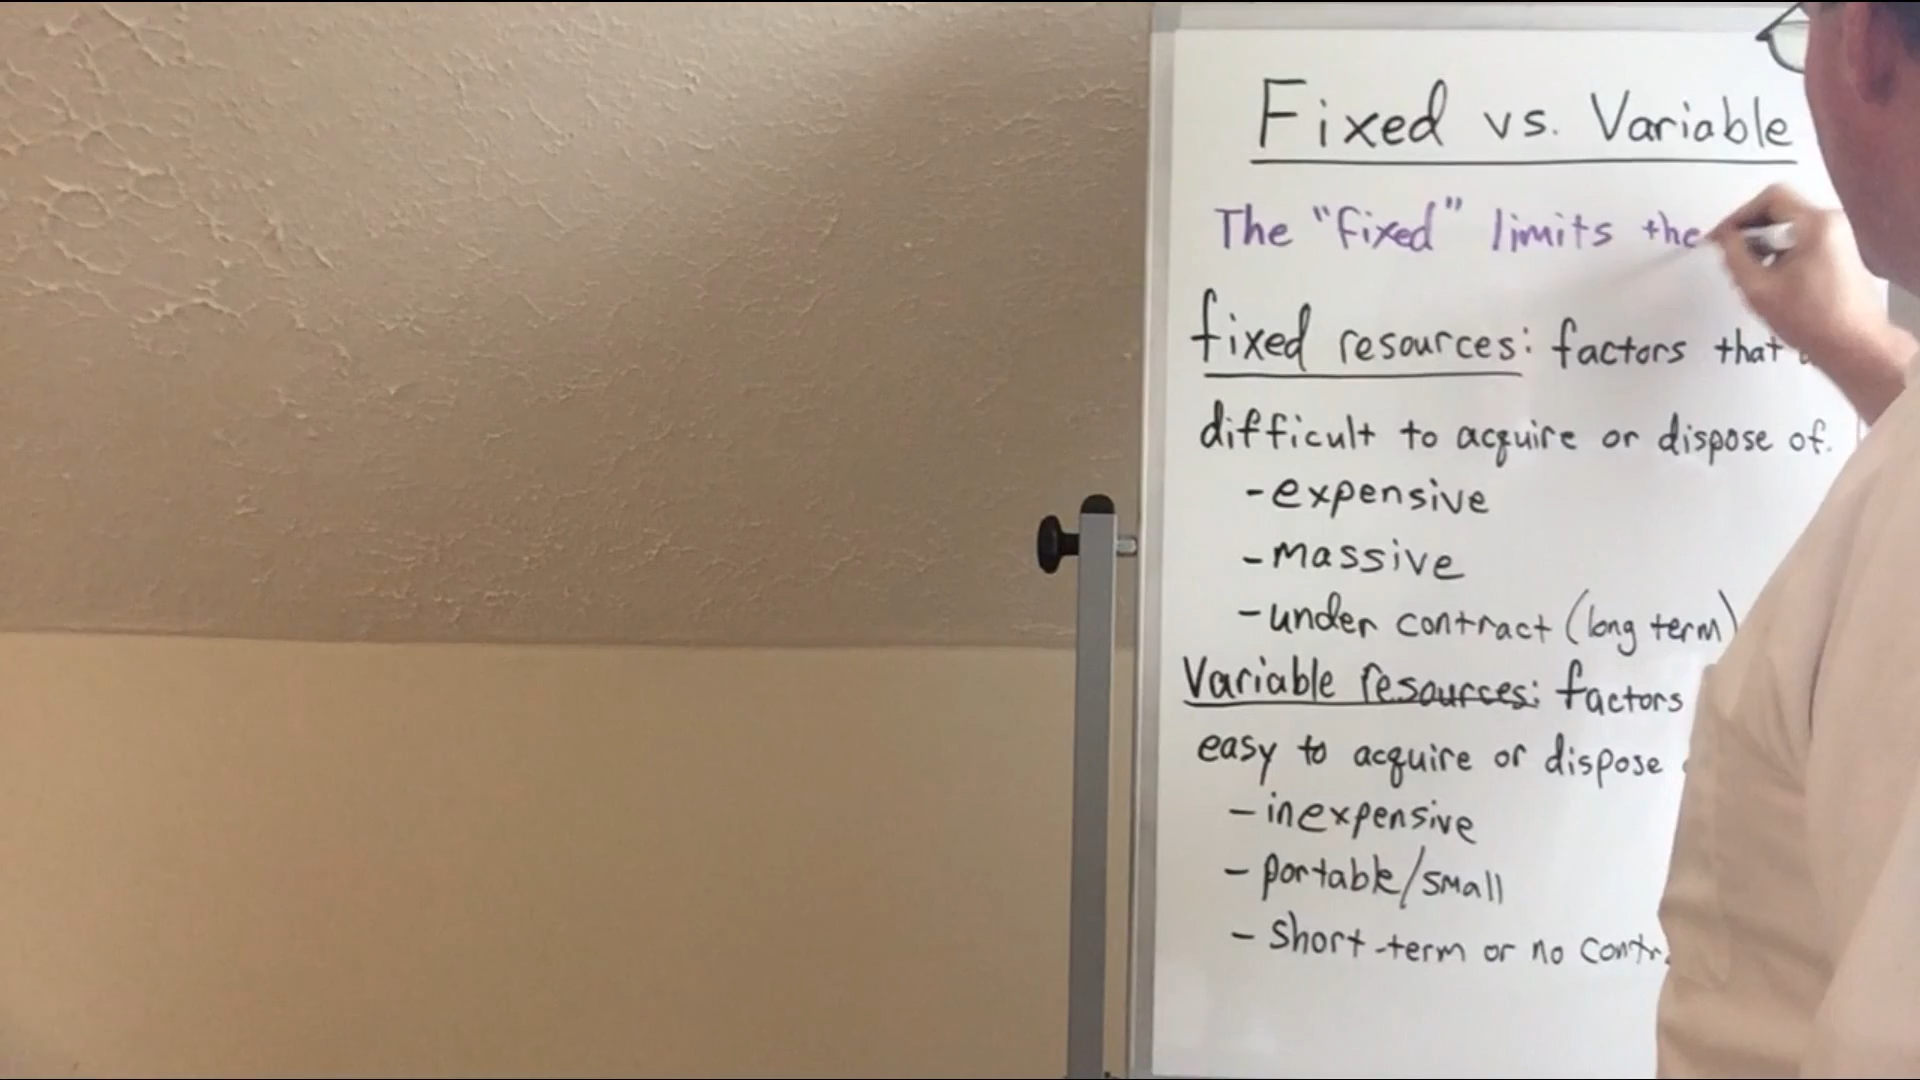 Fixed vs. Variable
The "fixed" limits the
fixed resources: factors that
difficult to acquire or dispose of.
-expensive
-massive
-under contract (long term)
Variable resources: factors
easy to acquire or dispose
-inexpensive
-portable/small
-short-term or no